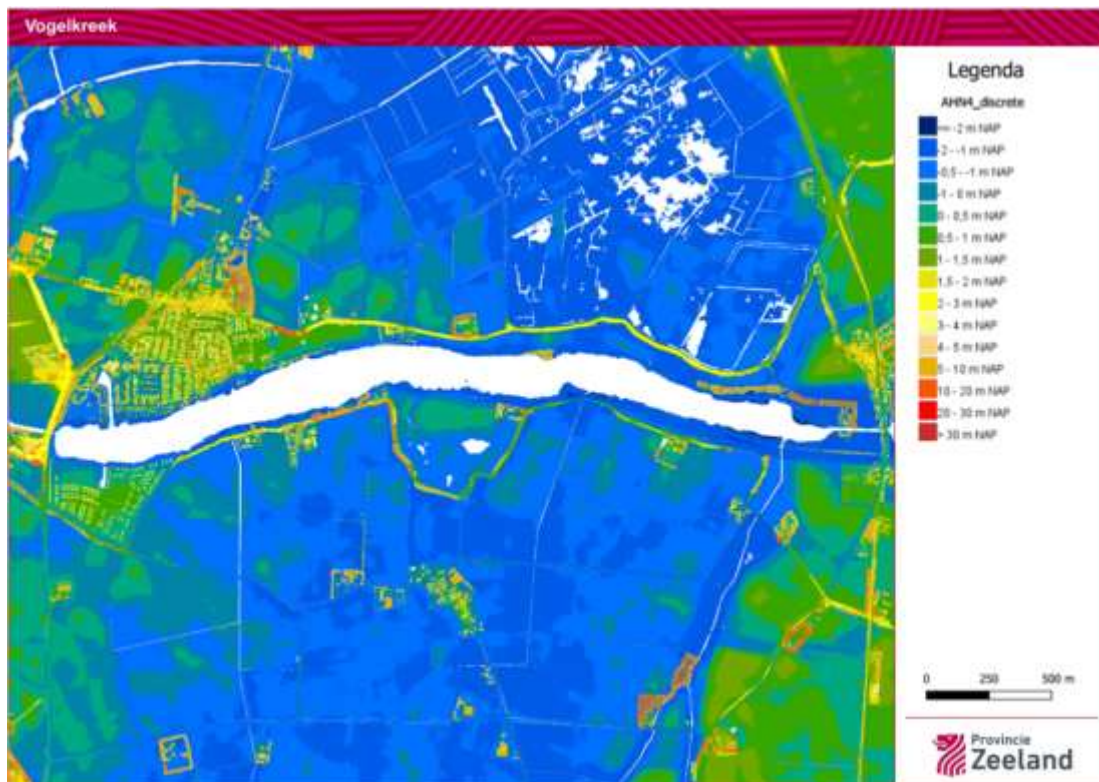 Vogelkreek
Legenda
AHN4_discrete
<= -2 m NAP
-2 - -1 m NAP
-0,5 - -1 m NAP
-1 - 0 m NAP
0 - 0,5 m NAP
0,5 - 1 m NAP
1 - 1,5 m NAP
1,5 - 2 m NAP
2 - 3 m NAP
3 - 4 m NAP
4 - 5 m NAP
5 - 10 m NAP
10 - 20 m NAP
20 - 30 m NAP
> 30 m NAP
0 250 500 m
Provincie
Zeeland